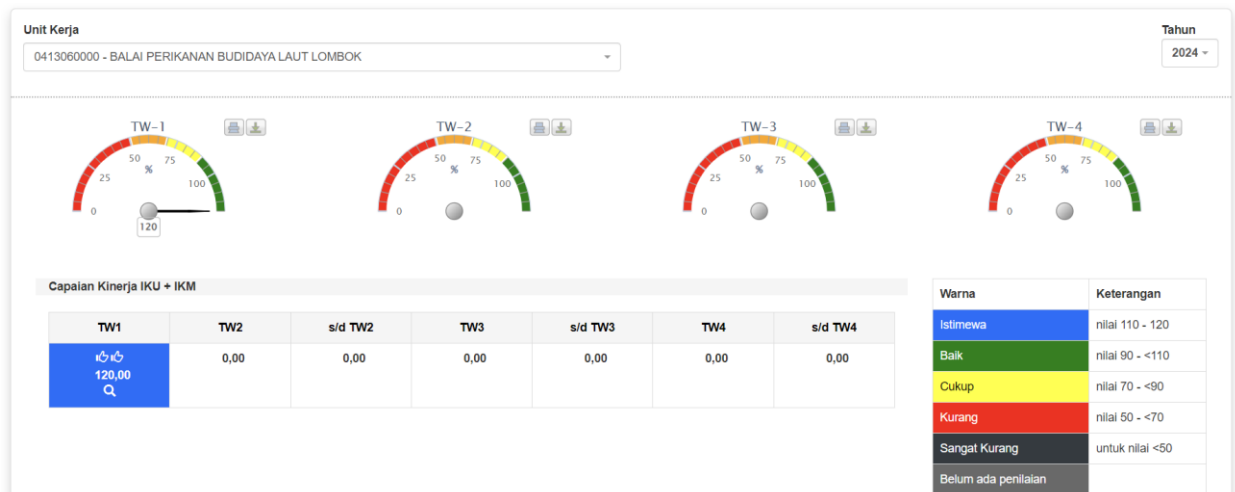 Unit Kerja
Tahun
0413060000 - BALAI PERIKANAN BUDIDAYA LAUT LOMBOK
2024
TW-1
0
25
50
75
100
%
120
TW-2
0
25
50
75
100
%
TW-3
0
25
50
75
100
%
TW-4
0
25
50
75
100
%
Capaian Kinerja IKU + IKM
TW1 TW2 s/d TW2 TW3 s/d TW3 TW4 s/d TW4
120,00 0,00 0,00 0,00 0,00 0,00 0,00
Warna Keterangan
Istimewa nilai 110 - 120
Baik nilai 90 - <110
Cukup nilai 70 - <90
Kurang nilai 50 - <70
Sangat Kurang untuk nilai <50
Belum ada penilaian